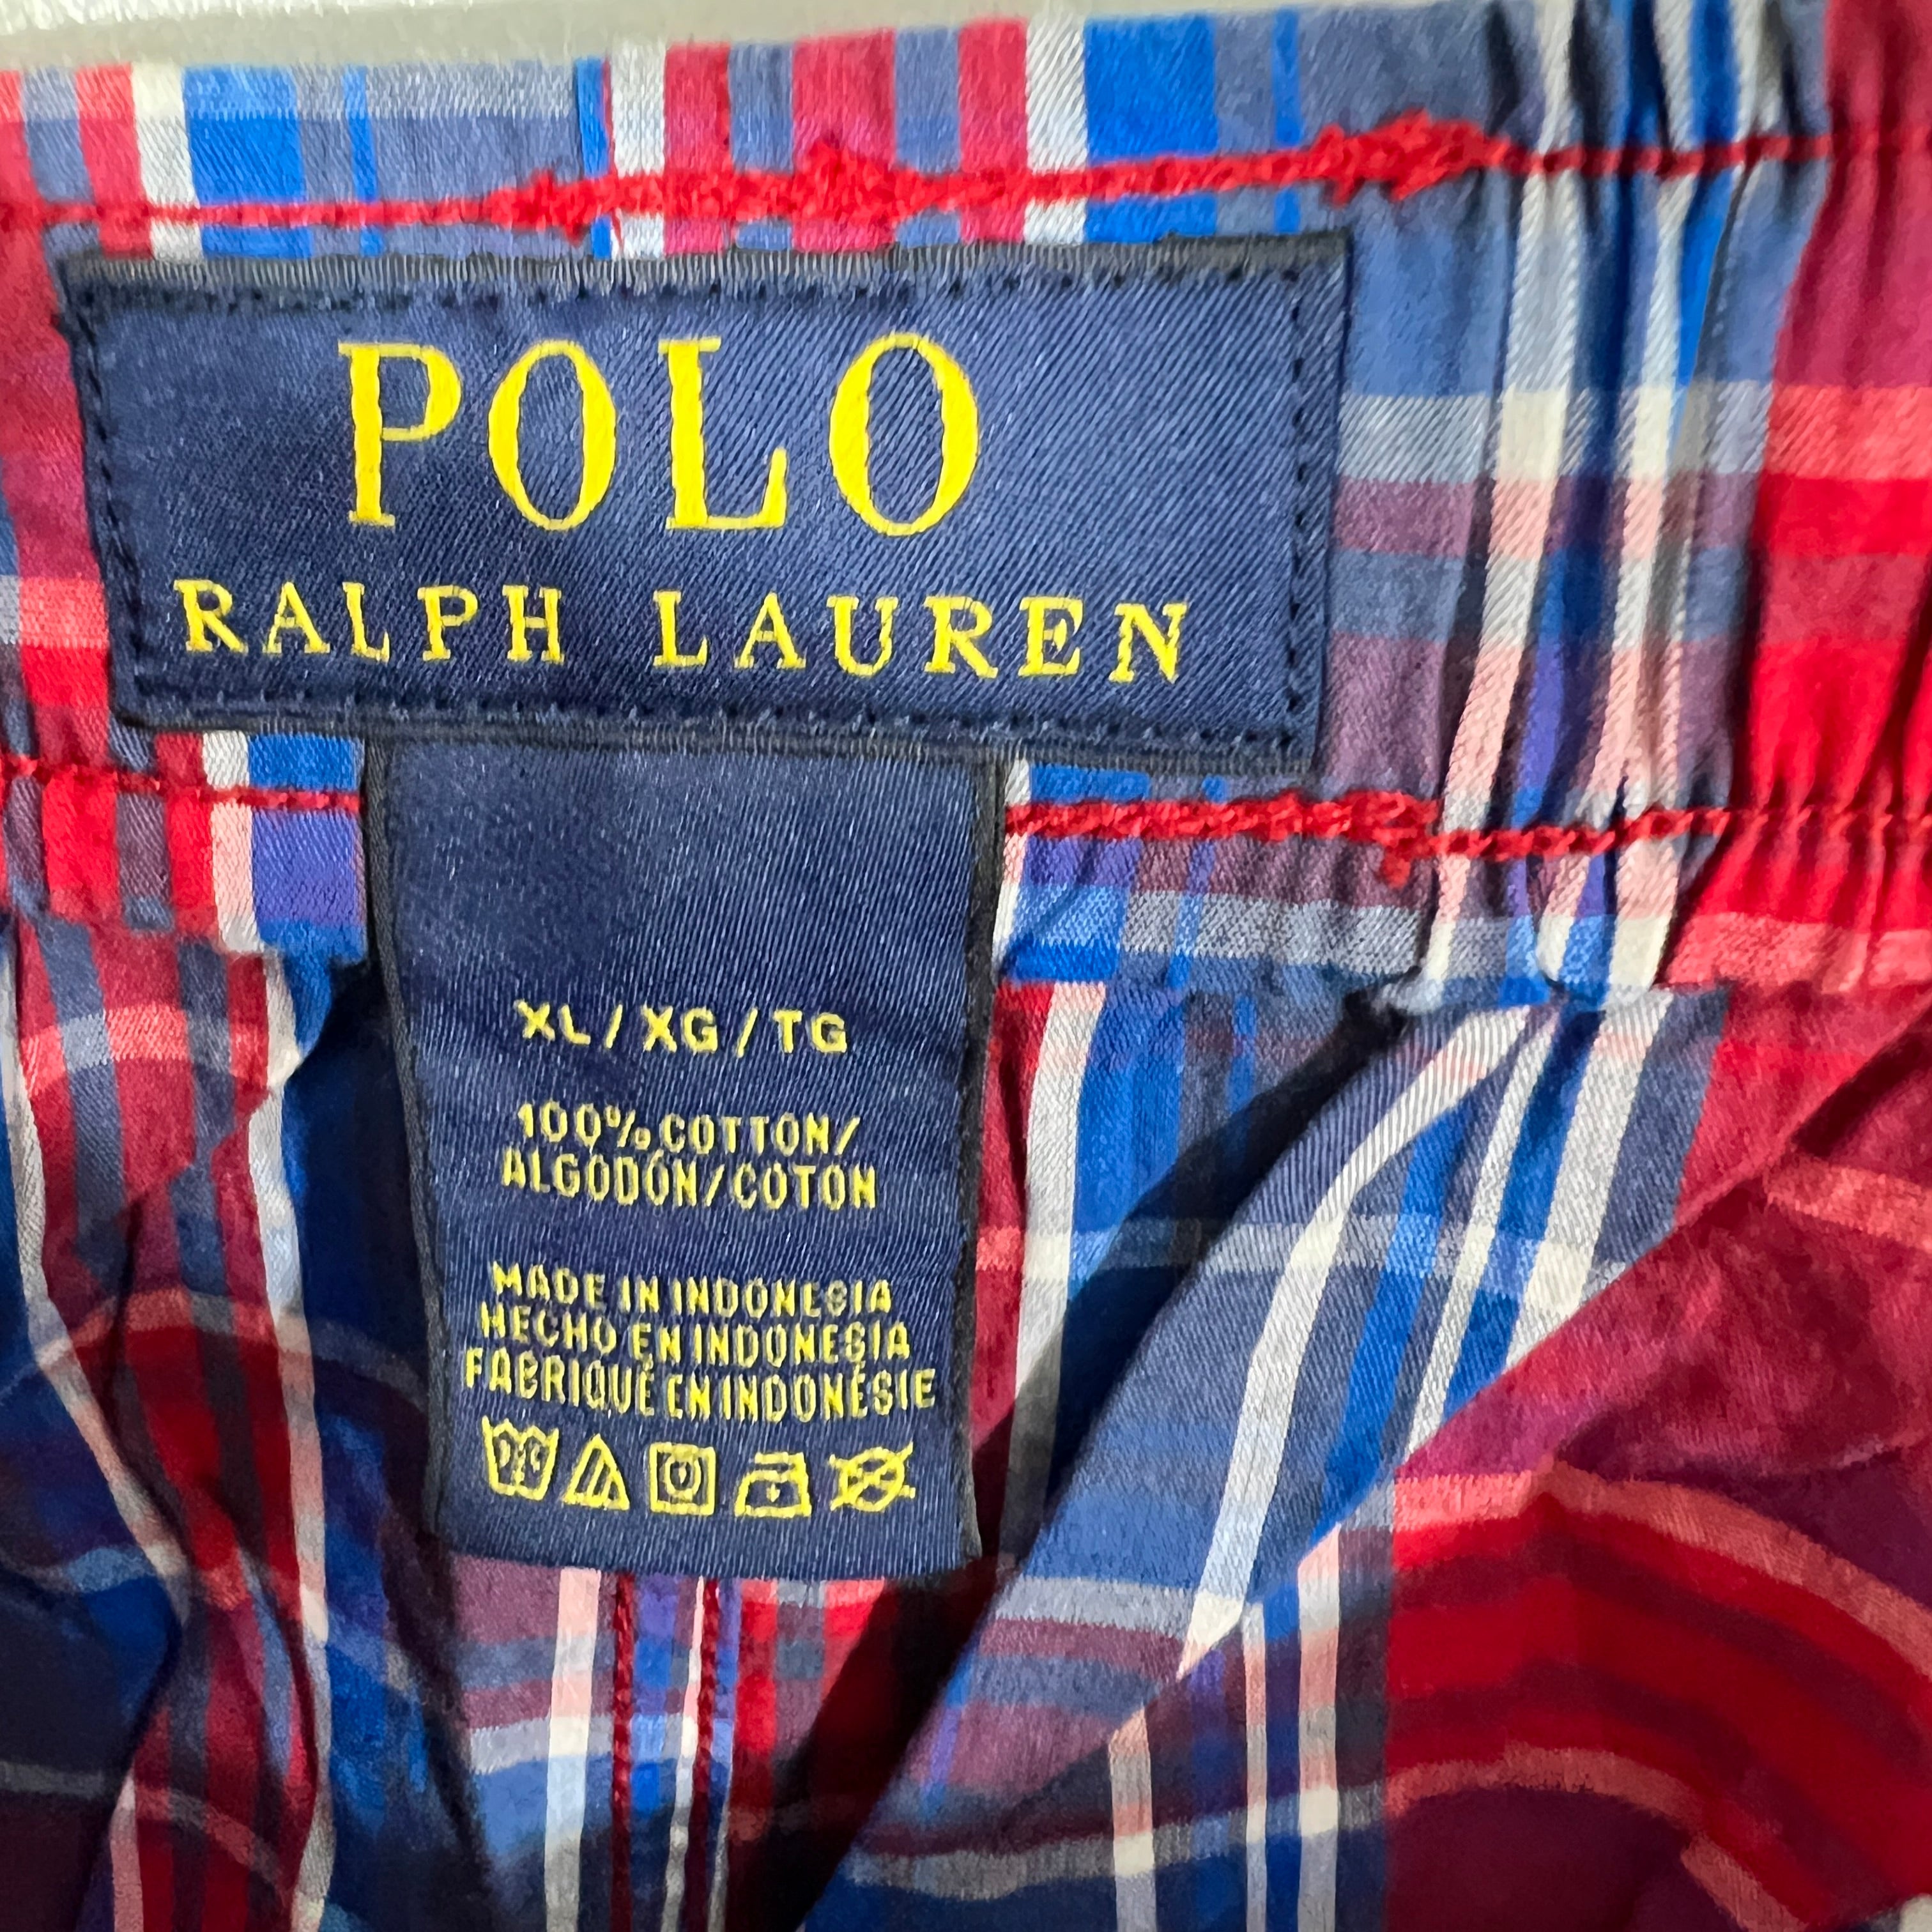 POLO
RALPH LAUREN
XL/XG/TG
100% COTTON/
ALGODÓN/COTON
MADE IN INDONESIA
HECHO EN INDONESIA
FABRIQUÉ EN INDONÉSIE